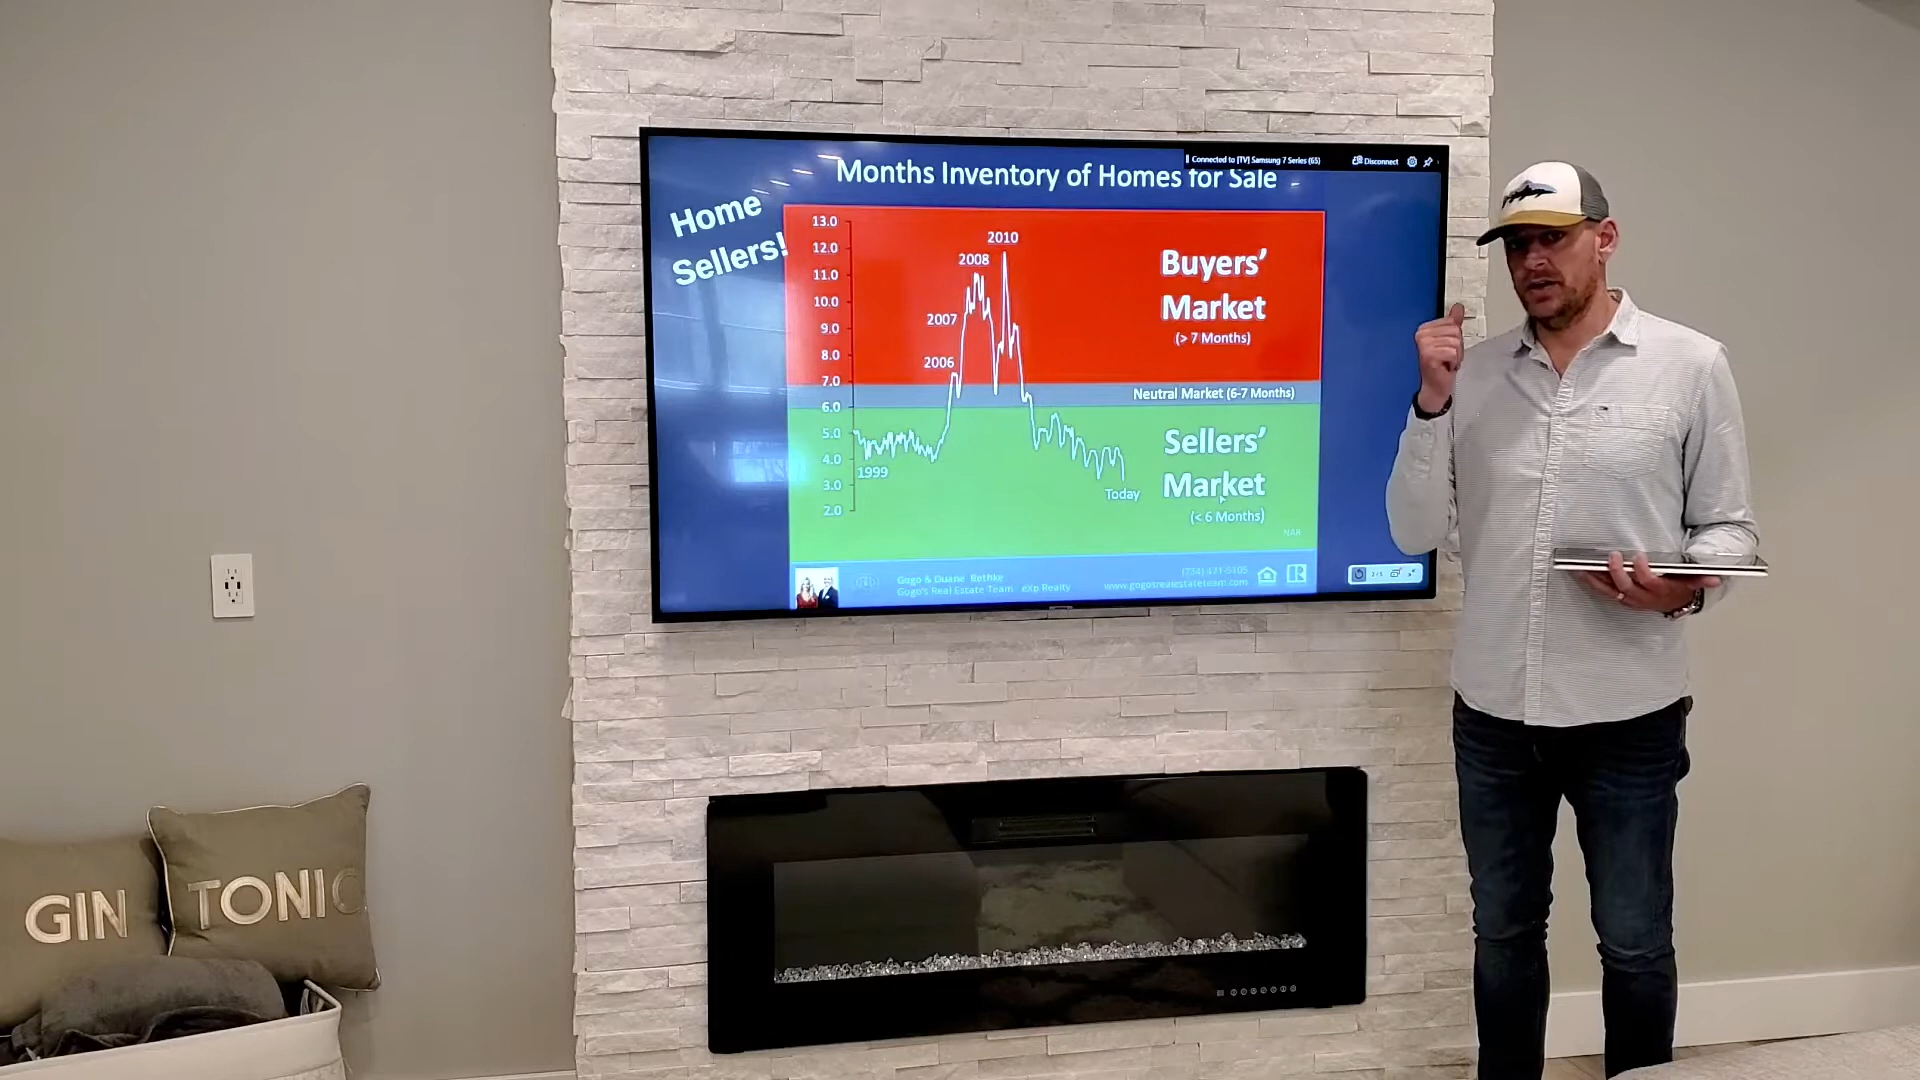 Connected to [TV] Samsung 7 Series (65)
Disconnect
Months Inventory of Homes for Sale
Home
Sellers!
13.0
12.0
11.0
10.0
9.0
8.0
7.0
6.0
5.0
4.0
3.0
2.0
2010
2008
2007
2006
1999
Today
Buyers'
Market
(> 7 Months)
Neutral Market (6-7 Months)
Sellers'
Market
(< 6 Months)
NAR
Gogo & Duane Bethke
Gogo's Real Estate Team eXp Realty
(734) 431-5105
www.gogosrealestateteam.com
GIN
TONIC